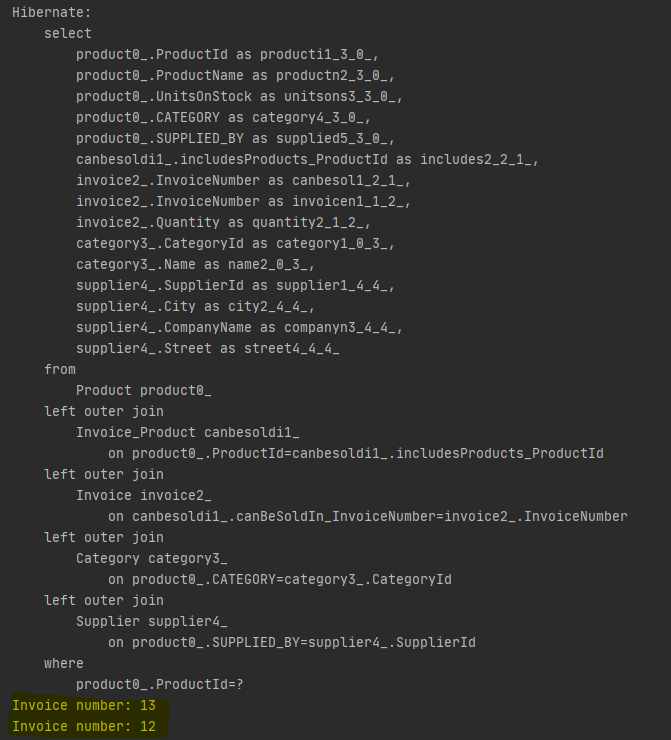 Hibernate:
select
product0_.ProductId as producti1_3_0_,
product0_.ProductName as productn2_3_0_,
product0_.UnitsOnStock as unitsons3_3_0_,
product0_.CATEGORY as category4_3_0_,
product0_.SUPPLIED_BY as supplied5_3_0_,
canbesoldi1_.includesProducts_ProductId as includes2_2_1_,
invoice2_.InvoiceNumber as canbesol1_2_1_,
invoice2_.InvoiceNumber as invoicen1_1_2_,
invoice2_.Quantity as quantity2_1_2_,
category3_.CategoryId as category1_0_3_,
category3_.Name as name2_0_3_,
supplier4_.SupplierId as supplier1_4_4_,
supplier4_.City as city2_4_4_,
supplier4_.CompanyName as companyn3_4_4_,
supplier4_.Street as street4_4_4_
from
Product product0_
left outer join
Invoice_Product canbesoldi1_
on product0_.ProductId=canbesoldi1_.includesProducts_ProductId
left outer join
Invoice invoice2_
on canbesoldi1_.canBeSoldIn_InvoiceNumber=invoice2_.InvoiceNumber
left outer join
Category category3_
on product0_.CATEGORY=category3_.CategoryId
left outer join
Supplier supplier4_
on product0_.SUPPLIED_BY=supplier4_.SupplierId
where
product0_.ProductId=?
Invoice number: 13
Invoice number: 12